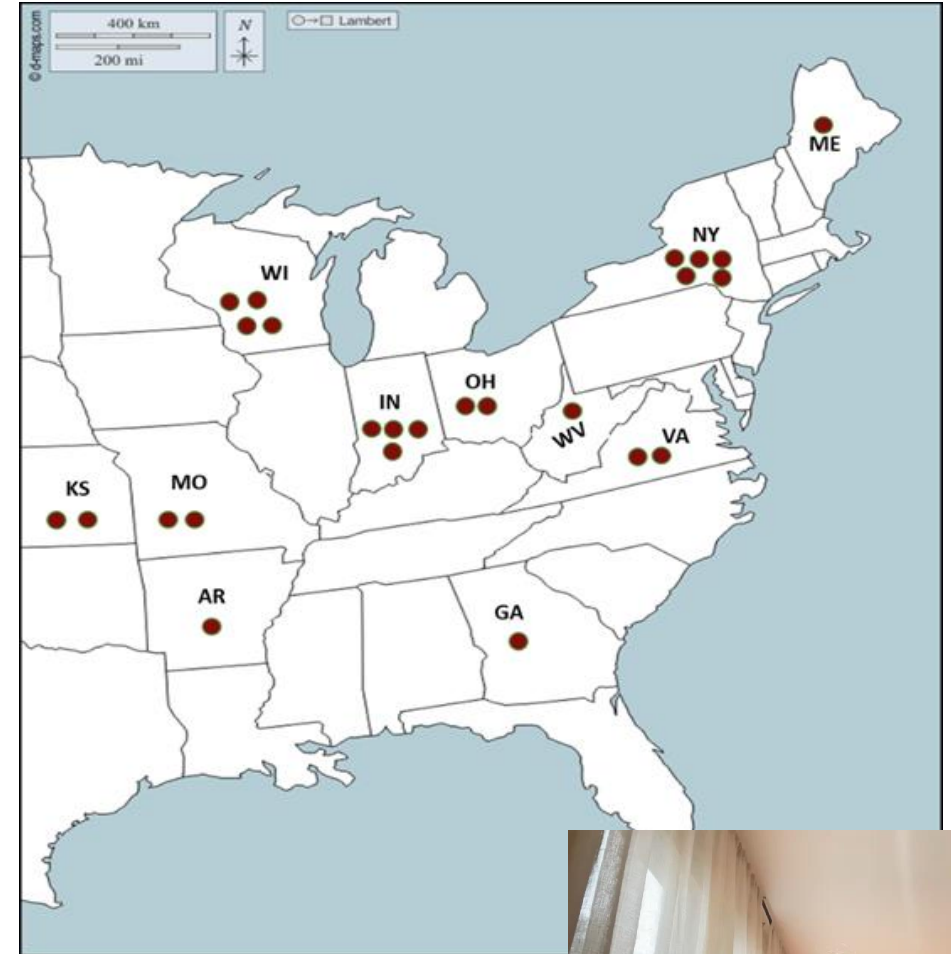 © d-maps.com
400 km
200 mi
N
○→□ Lambert
ME
NY
WI
OH
IN
WV
VA
KS
MO
AR
GA